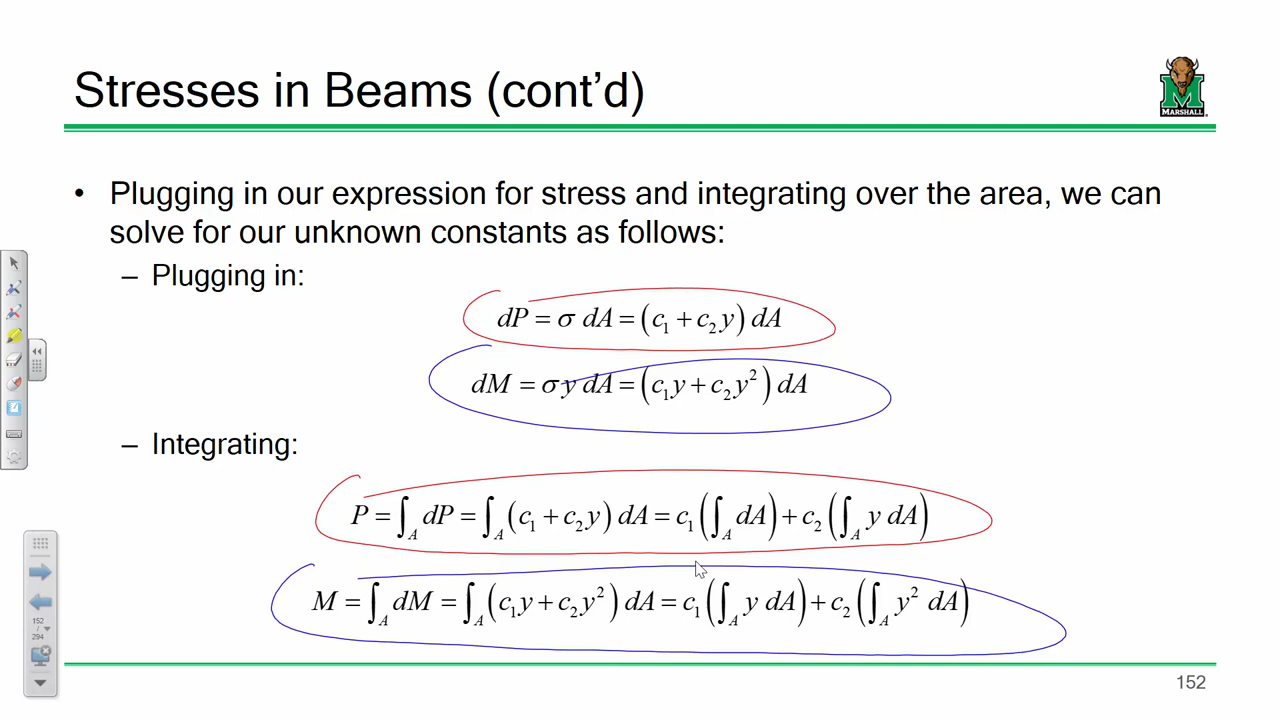 Stresses in Beams (cont’d)
MARSHALL
• Plugging in our expression for stress and integrating over the area, we can
solve for our unknown constants as follows:
– Plugging in:
dP = σ dA = (c₁ + c₂y) dA
dM = σy dA = (c₁y + c₂y²) dA
– Integrating:
P = ∫_A dP = ∫_A (c₁ + c₂y) dA = c₁(∫_A dA) + c₂(∫_A y dA)
M = ∫_A dM = ∫_A (c₁y + c₂y²) dA = c₁(∫_A y dA) + c₂(∫_A y² dA)
152
/
294
152